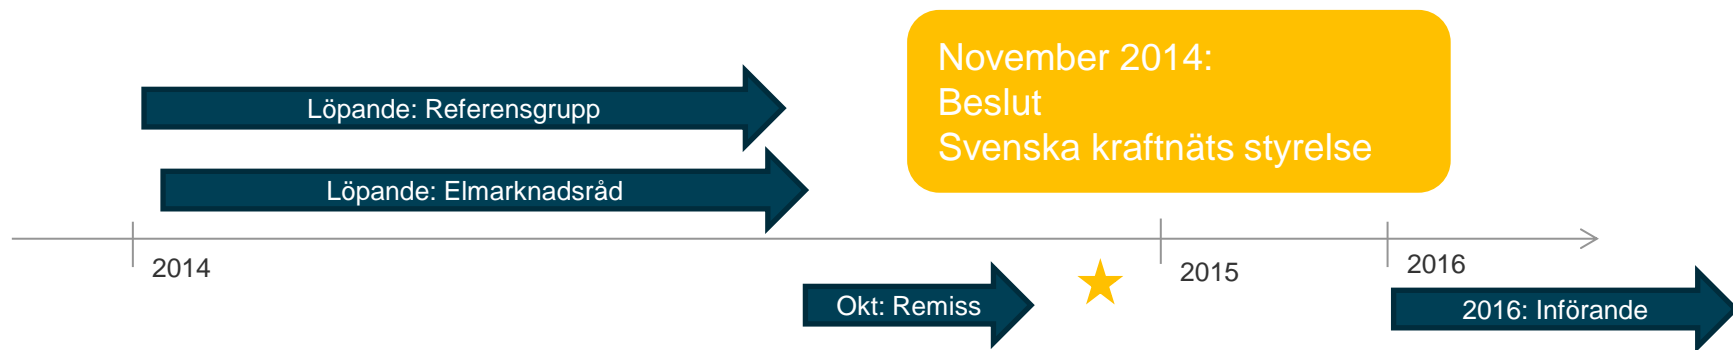 November 2014:
Beslut
Svenska kraftnäts styrelse
Löpande: Referensgrupp
Löpande: Elmarknadsråd
2014
2015
2016
Okt: Remiss
2016: Införande